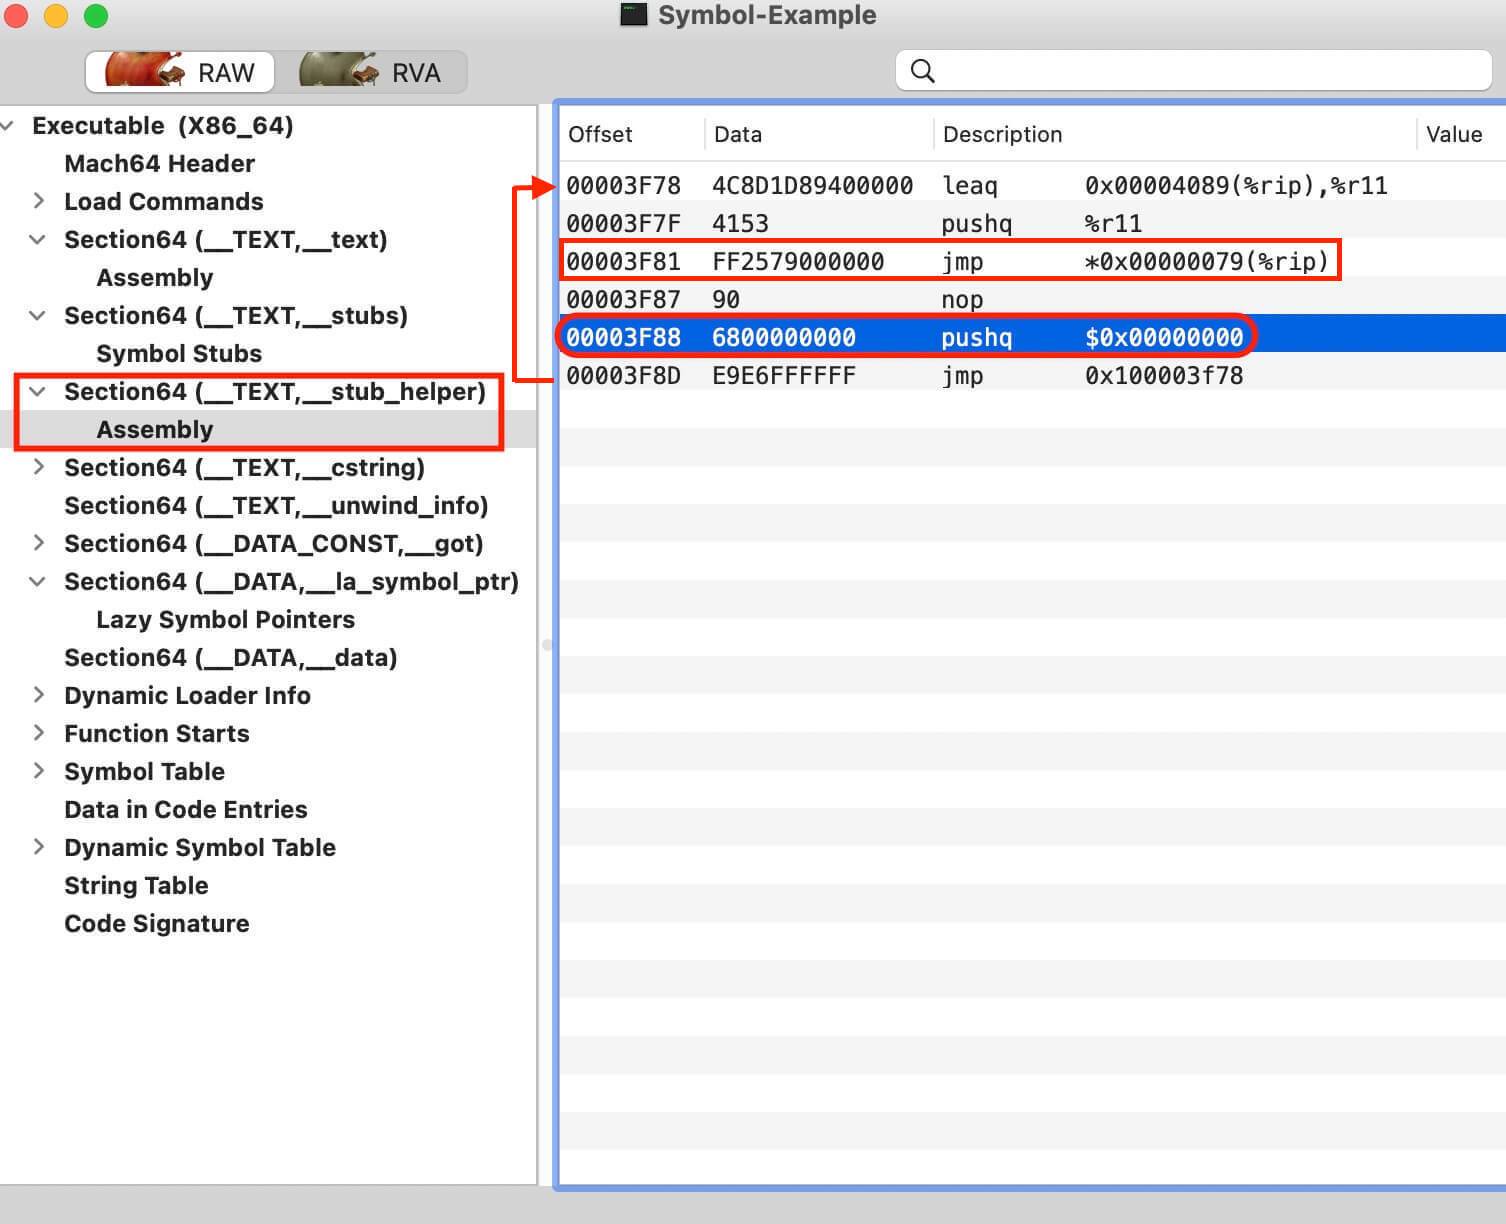 Symbol-Example
RAW RVA
Executable (X86_64)
Mach64 Header
Load Commands
Section64 (__TEXT,__text)
Assembly
Section64 (__TEXT,__stubs)
Symbol Stubs
Section64 (__TEXT,__stub_helper)
Assembly
Section64 (__TEXT,__cstring)
Section64 (__TEXT,__unwind_info)
Section64 (__DATA_CONST,__got)
Section64 (__DATA,__la_symbol_ptr)
Lazy Symbol Pointers
Section64 (__DATA,__data)
Dynamic Loader Info
Function Starts
Symbol Table
Data in Code Entries
Dynamic Symbol Table
String Table
Code Signature
Offset Data Description Value
00003F78 4C8D1D89400000 leaq 0x00004089(%rip),%r11
00003F7F 4153 pushq %r11
00003F81 FF2579000000 jmp *0x00000079(%rip)
00003F87 90 nop
00003F88 6800000000 pushq $0x00000000
00003F8D E9E6FFFFFF jmp 0x100003f78